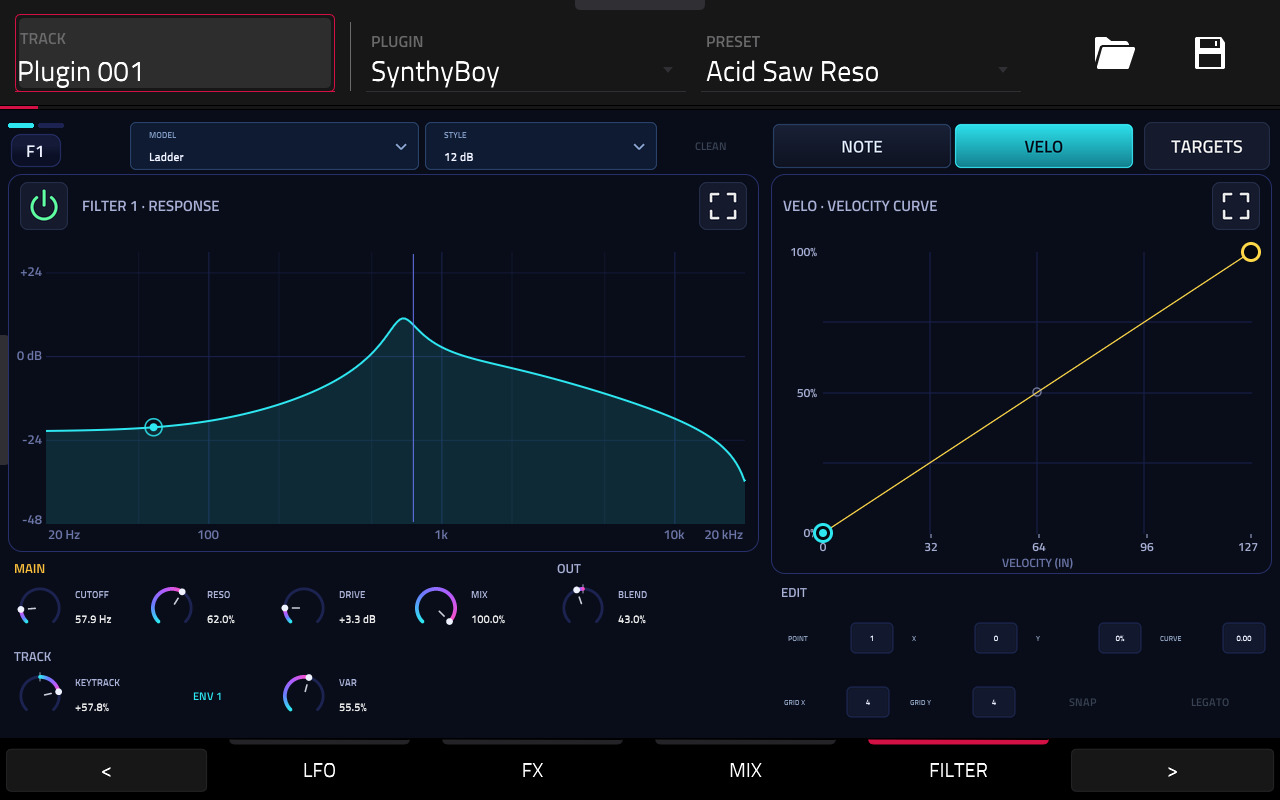 TRACK
Plugin 001
PLUGIN
SynthyBoy
PRESET
Acid Saw Reso
F1
MODEL
Ladder
STYLE
12 dB
CLEAN
NOTE
VELO
TARGETS
FILTER 1 · RESPONSE
+24
0 dB
-24
-48
20 Hz
100
1k
10k
20 kHz
VELO · VELOCITY CURVE
100%
50%
0%
0
32
64
96
127
VELOCITY (IN)
MAIN
OUT
CUTOFF
57.9 Hz
RESO
62.0%
DRIVE
+3.3 dB
MIX
100.0%
BLEND
43.0%
TRACK
KEYTRACK
+57.8%
ENV 1
VAR
55.5%
EDIT
POINT
1
X
0
Y
0%
CURVE
0.00
GRID X
4
GRID Y
4
SNAP
LEGATO
<
LFO
FX
MIX
FILTER
>